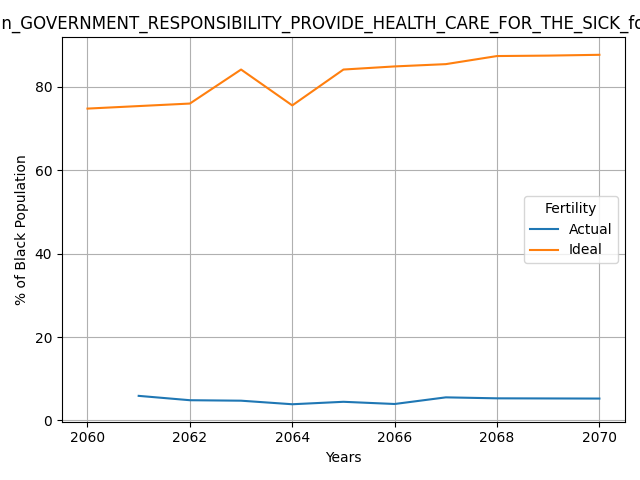 n_GOVERNMENT_RESPONSIBILITY_PROVIDE_HEALTH_CARE_FOR_THE_SICK_fo
80
60
40
20
0
% of Black Population
Fertility
Actual
Ideal
2060 2062 2064 2066 2068 2070
Years